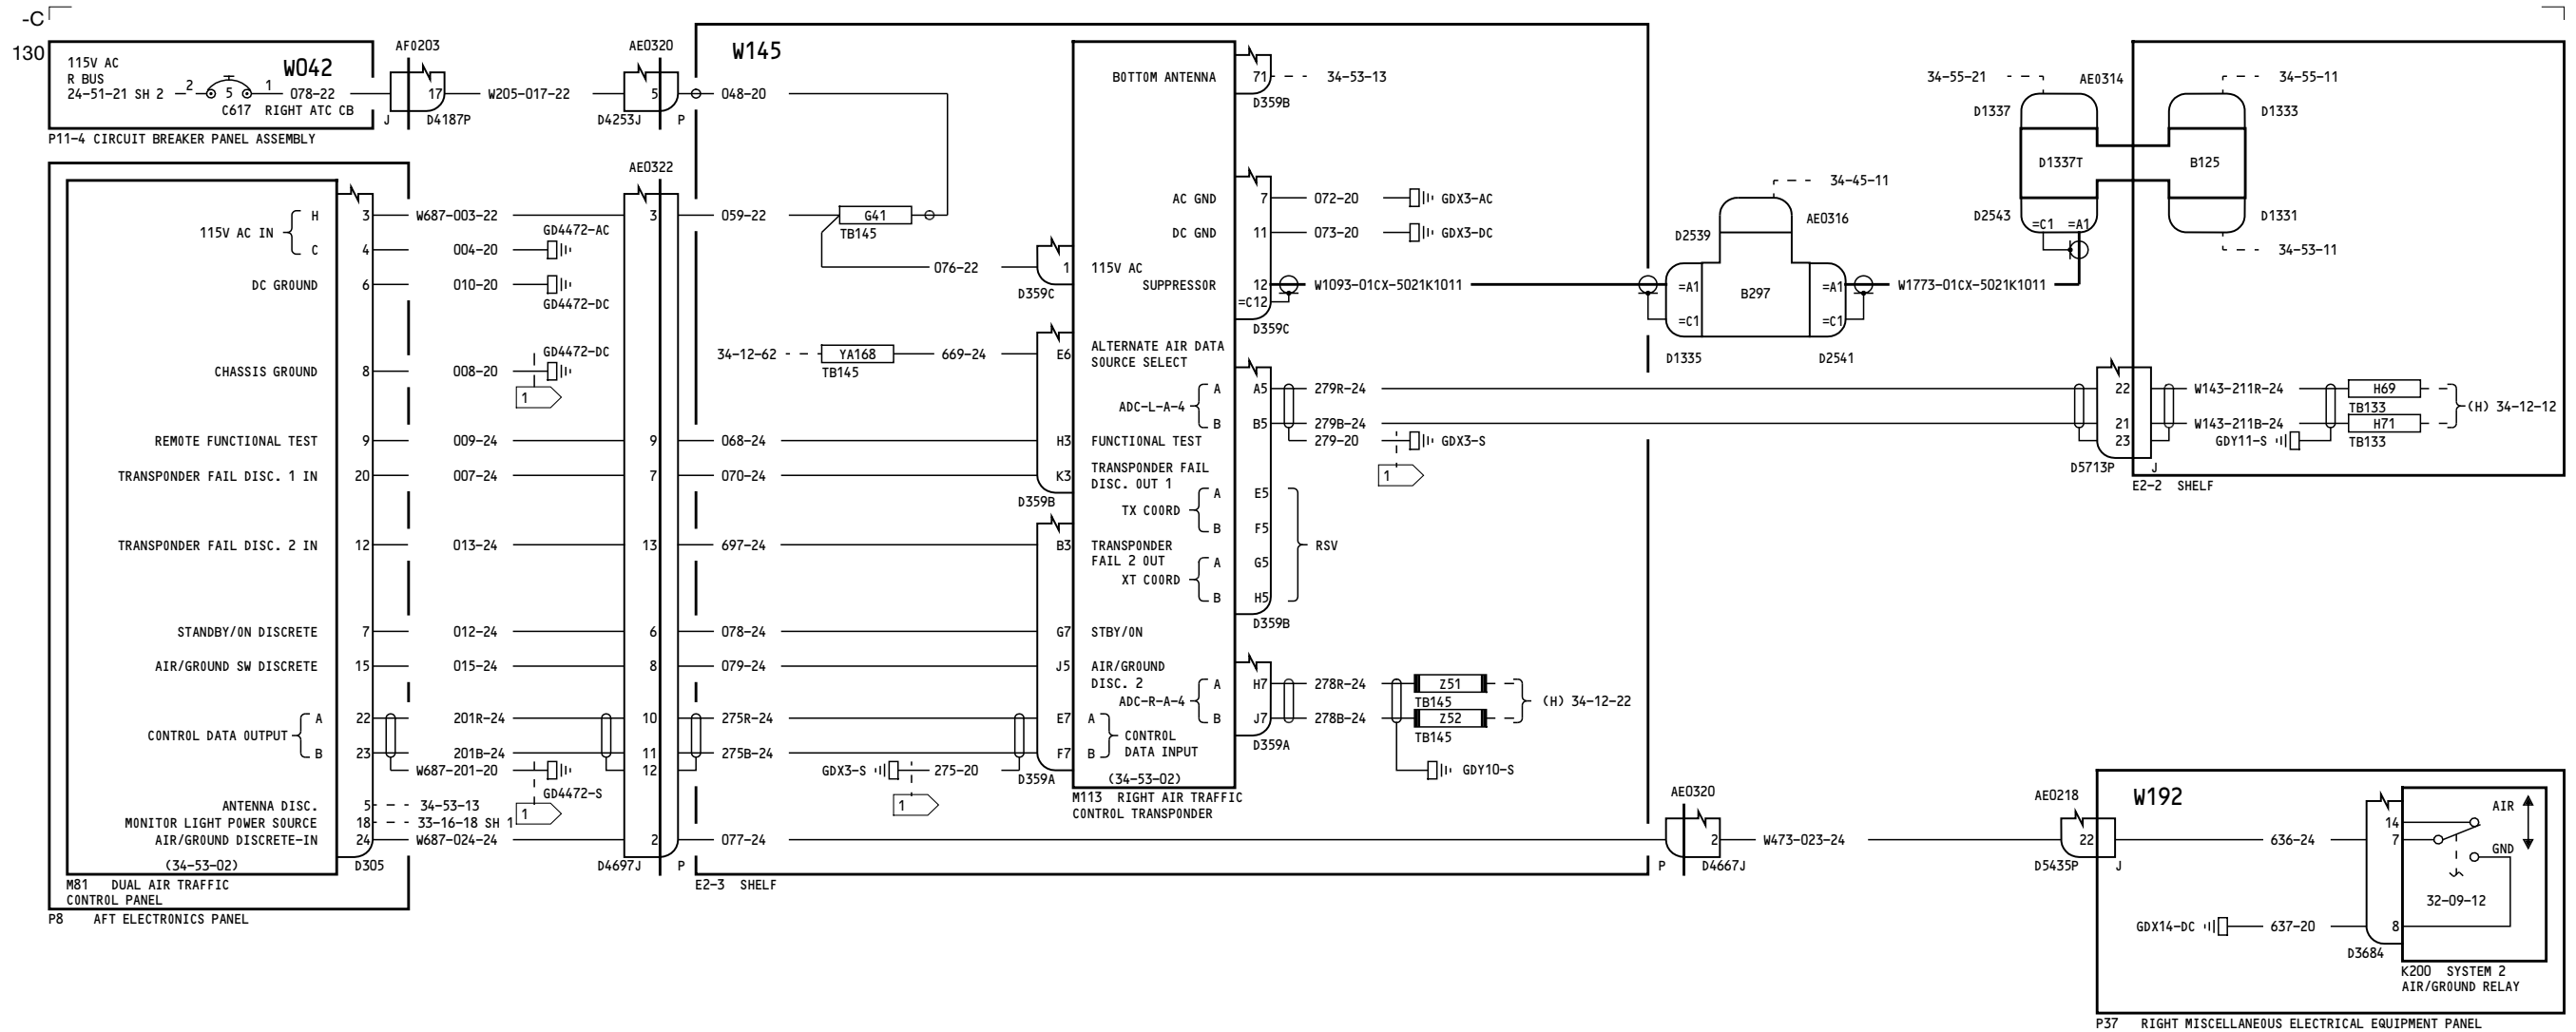 -C
130
115V AC
R BUS
24-51-21 SH 2
2
5
1
W042
078-22
C617 RIGHT ATC CB
P11-4 CIRCUIT BREAKER PANEL ASSEMBLY
AF0203
17
J
D4187P
W205-017-22
AE0320
5
D4253J
P
W145
048-20
AE0322
115V AC IN
H
3
W687-003-22
3
059-22
G41
TB145
C
4
004-20
GD4472-AC
DC GROUND
6
010-20
GD4472-DC
CHASSIS GROUND
8
008-20
GD4472-DC
1
REMOTE FUNCTIONAL TEST
9
009-24
9
068-24
TRANSPONDER FAIL DISC. 1 IN
20
007-24
7
070-24
TRANSPONDER FAIL DISC. 2 IN
12
013-24
13
697-24
STANDBY/ON DISCRETE
7
012-24
6
078-24
AIR/GROUND SW DISCRETE
15
015-24
8
079-24
CONTROL DATA OUTPUT
A
22
201R-24
10
275R-24
B
23
201B-24
11
275B-24
W687-201-20
12
GD4472-S
1
ANTENNA DISC.
5
34-53-13
MONITOR LIGHT POWER SOURCE
18
33-16-18 SH 1
AIR/GROUND DISCRETE-IN
24
W687-024-24
2
077-24
(34-53-02)
D305
D4697J
P
M81 DUAL AIR TRAFFIC
CONTROL PANEL
P8 AFT ELECTRONICS PANEL
E2-3 SHELF
076-22
1
115V AC
D359C
34-12-62
YA168
TB145
669-24
E6
ALTERNATE AIR DATA
SOURCE SELECT
H3
FUNCTIONAL TEST
K3
TRANSPONDER FAIL
DISC. OUT 1
D359B
B3
TRANSPONDER
FAIL 2 OUT
G7
STBY/ON
J5
AIR/GROUND
DISC. 2
E7
A
F7
B
CONTROL
DATA INPUT
GDX3-S
275-20
1
D359A
(34-53-02)
M113 RIGHT AIR TRAFFIC
CONTROL TRANSPONDER
BOTTOM ANTENNA
71
34-53-13
D359B
AC GND
7
072-20
GDX3-AC
DC GND
11
073-20
GDX3-DC
SUPPRESSOR
12
=C12
W1093-01CX-5021K1011
D359C
ADC-L-A-4
A
A5
279R-24
B
B5
279B-24
279-20
GDX3-S
1
TX COORD
A
E5
B
F5
XT COORD
A
G5
B
H5
RSV
D359B
ADC-R-A-4
A
H7
278R-24
Z51
TB145
B
J7
278B-24
Z52
TB145
(H) 34-12-22
D359A
GDY10-S
34-45-11
AE0316
D2539
=A1
=C1
B297
=A1
=C1
D1335
D2541
W1773-01CX-5021K1011
34-55-21
AE0314
D1337
D1337T
D2543
=C1
=A1
34-55-11
D1333
B125
D1331
34-53-11
22
W143-211R-24
H69
TB133
21
W143-211B-24
H71
TB133
23
GDY11-S
(H) 34-12-12
D5713P
J
E2-2 SHELF
AE0320
2
P
D4667J
W473-023-24
AE0218
22
D5435P
J
W192
636-24
14
7
AIR
GND
32-09-12
GDX14-DC
637-20
8
D3684
K200 SYSTEM 2
AIR/GROUND RELAY
P37 RIGHT MISCELLANEOUS ELECTRICAL EQUIPMENT PANEL